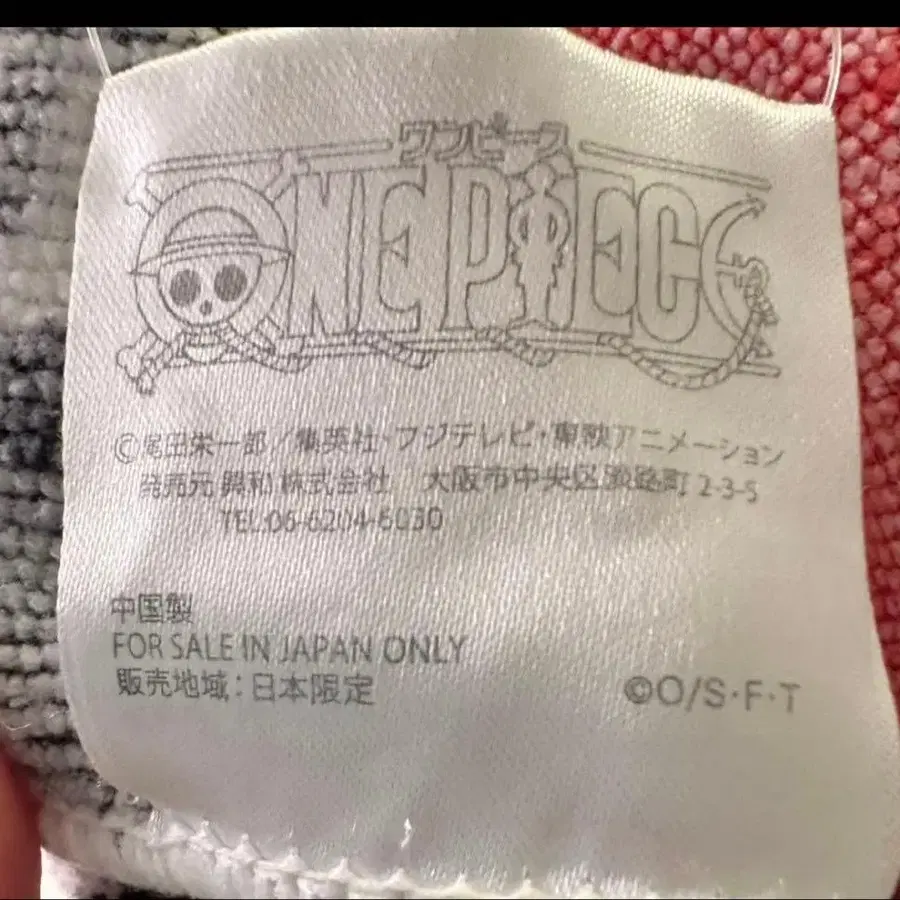 ワンピース
ONE PIECE
©尾田栄一郎／集英社・フジテレビ・東映アニメーション
発売元 興和株式会社 大阪市中央区淡路町 2-3-5
TEL:06-6204-6030
中国製
FOR SALE IN JAPAN ONLY
販売地域：日本限定
©O/S・F・T